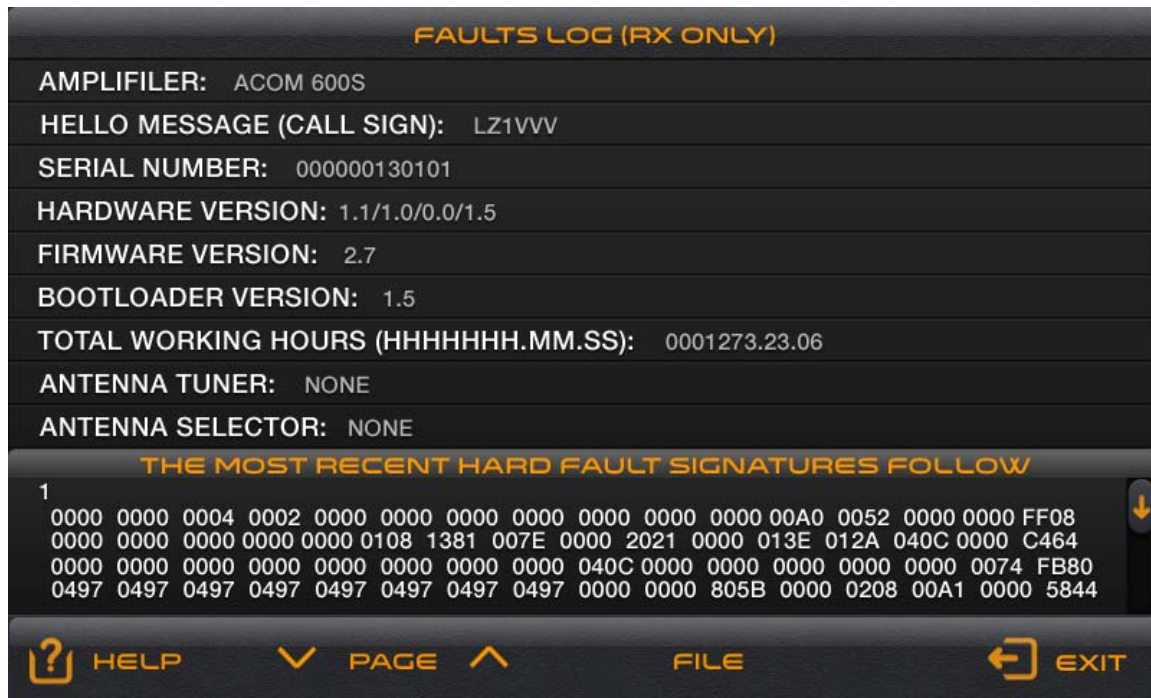 FAULTS LOG (RX ONLY)
AMPLIFILER: ACOM 600S
HELLO MESSAGE (CALL SIGN): LZ1VVV
SERIAL NUMBER: 000000130101
HARDWARE VERSION: 1.1/1.0/0.0/1.5
FIRMWARE VERSION: 2.7
BOOTLOADER VERSION: 1.5
TOTAL WORKING HOURS (HHHHHHH.MM.SS): 0001273.23.06
ANTENNA TUNER: NONE
ANTENNA SELECTOR: NONE
THE MOST RECENT HARD FAULT SIGNATURES FOLLOW
1
0000 0000 0004 0002 0000 0000 0000 0000 0000 0000 0000 00A0 0052 0000 0000 FF08
0000 0000 0000 0000 0000 0108 1381 007E 0000 2021 0000 013E 012A 040C 0000 C464
0000 0000 0000 0000 0000 0000 0000 0000 040C 0000 0000 0000 0000 0000 0074 FB80
0497 0497 0497 0497 0497 0497 0497 0497 0000 0000 805B 0000 0208 00A1 0000 5844
HELP PAGE FILE EXIT